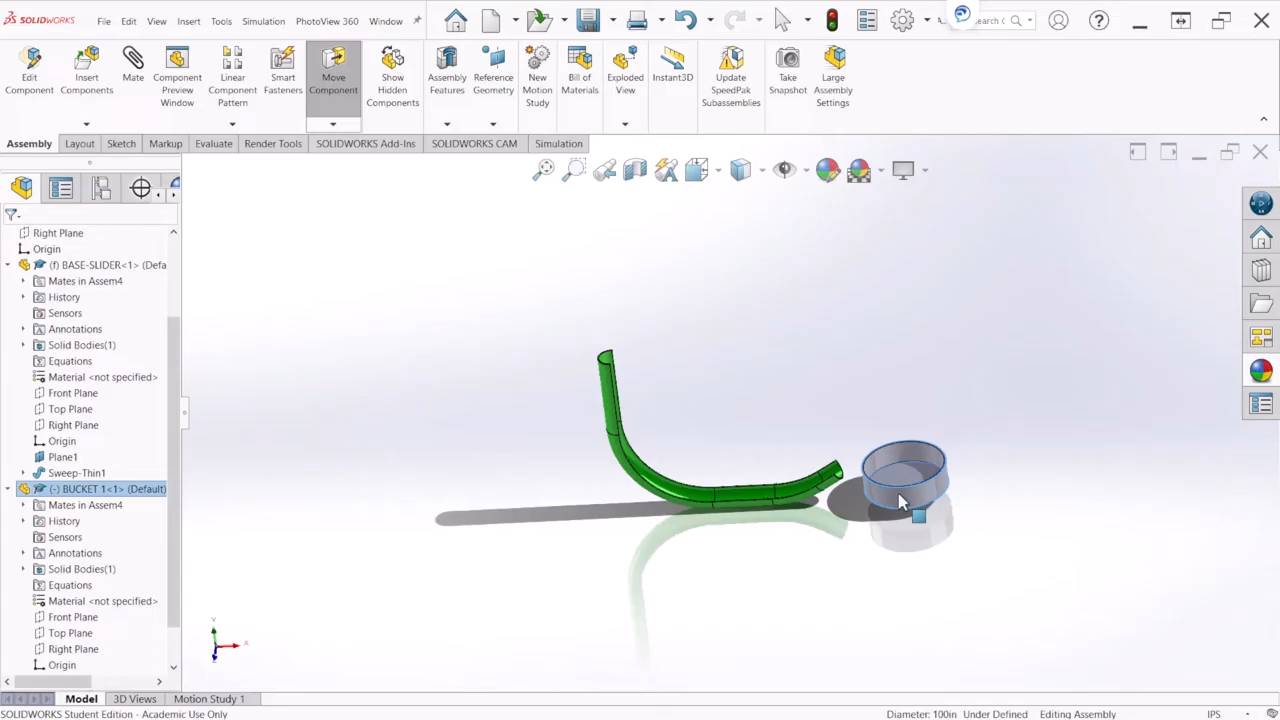 SOLIDWORKS File Edit View Insert Tools Simulation PhotoView 360 Window
Edit Component
Insert Components
Mate
Component Preview Window
Linear Component Pattern
Smart Fasteners
Move Component
Show Hidden Components
Assembly Features
Reference Geometry
New Motion Study
Bill of Materials
Exploded View
Instant3D
Update SpeedPak Subassemblies
Take Snapshot
Large Assembly Settings
Assembly Layout Sketch Markup Evaluate Render Tools SOLIDWORKS Add-Ins SOLIDWORKS CAM Simulation
Right Plane
Origin
(f) BASE-SLIDER<1> (Defa
Mates in Assem4
History
Sensors
Annotations
Solid Bodies(1)
Equations
Material <not specified>
Front Plane
Top Plane
Right Plane
Origin
Plane1
Sweep-Thin1
(-) BUCKET 1<1> (Default)
Mates in Assem4
History
Sensors
Annotations
Solid Bodies(1)
Equations
Material <not specified>
Front Plane
Top Plane
Right Plane
Origin
Y
X
Z
Model 3D Views Motion Study 1
SOLIDWORKS Student Edition - Academic Use Only Diameter: 100in Under Defined Editing Assembly IPS